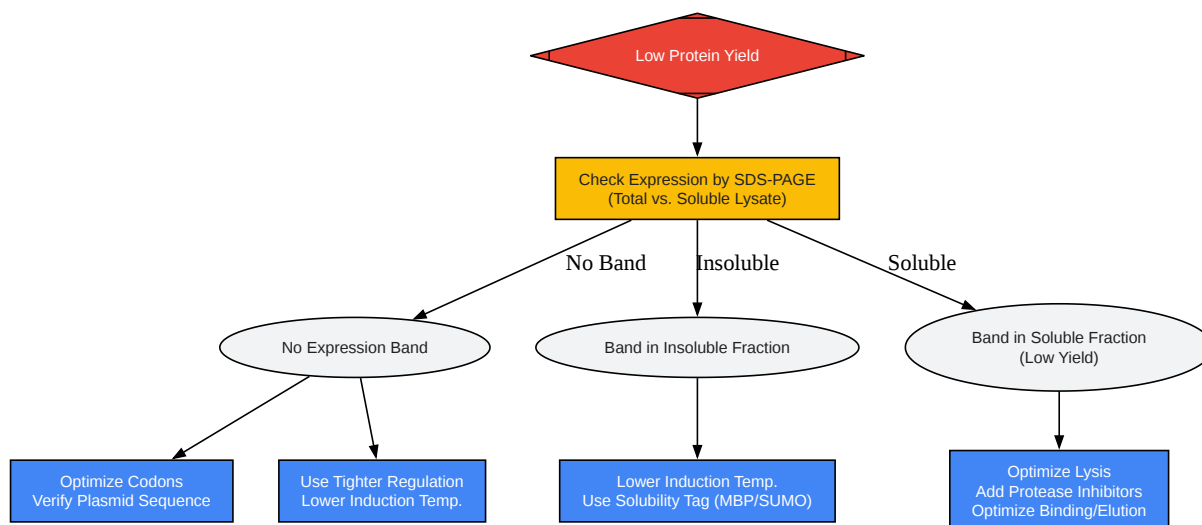 Low Protein Yield
Check Expression by SDS-PAGE
(Total vs. Soluble Lysate)
No Band
Insoluble
Soluble
No Expression Band
Band in Insoluble Fraction
Band in Soluble Fraction
(Low Yield)
Optimize Codons
Verify Plasmid Sequence
Use Tighter Regulation
Lower Induction Temp.
Lower Induction Temp.
Use Solubility Tag (MBP/SUMO)
Optimize Lysis
Add Protease Inhibitors
Optimize Binding/Elution